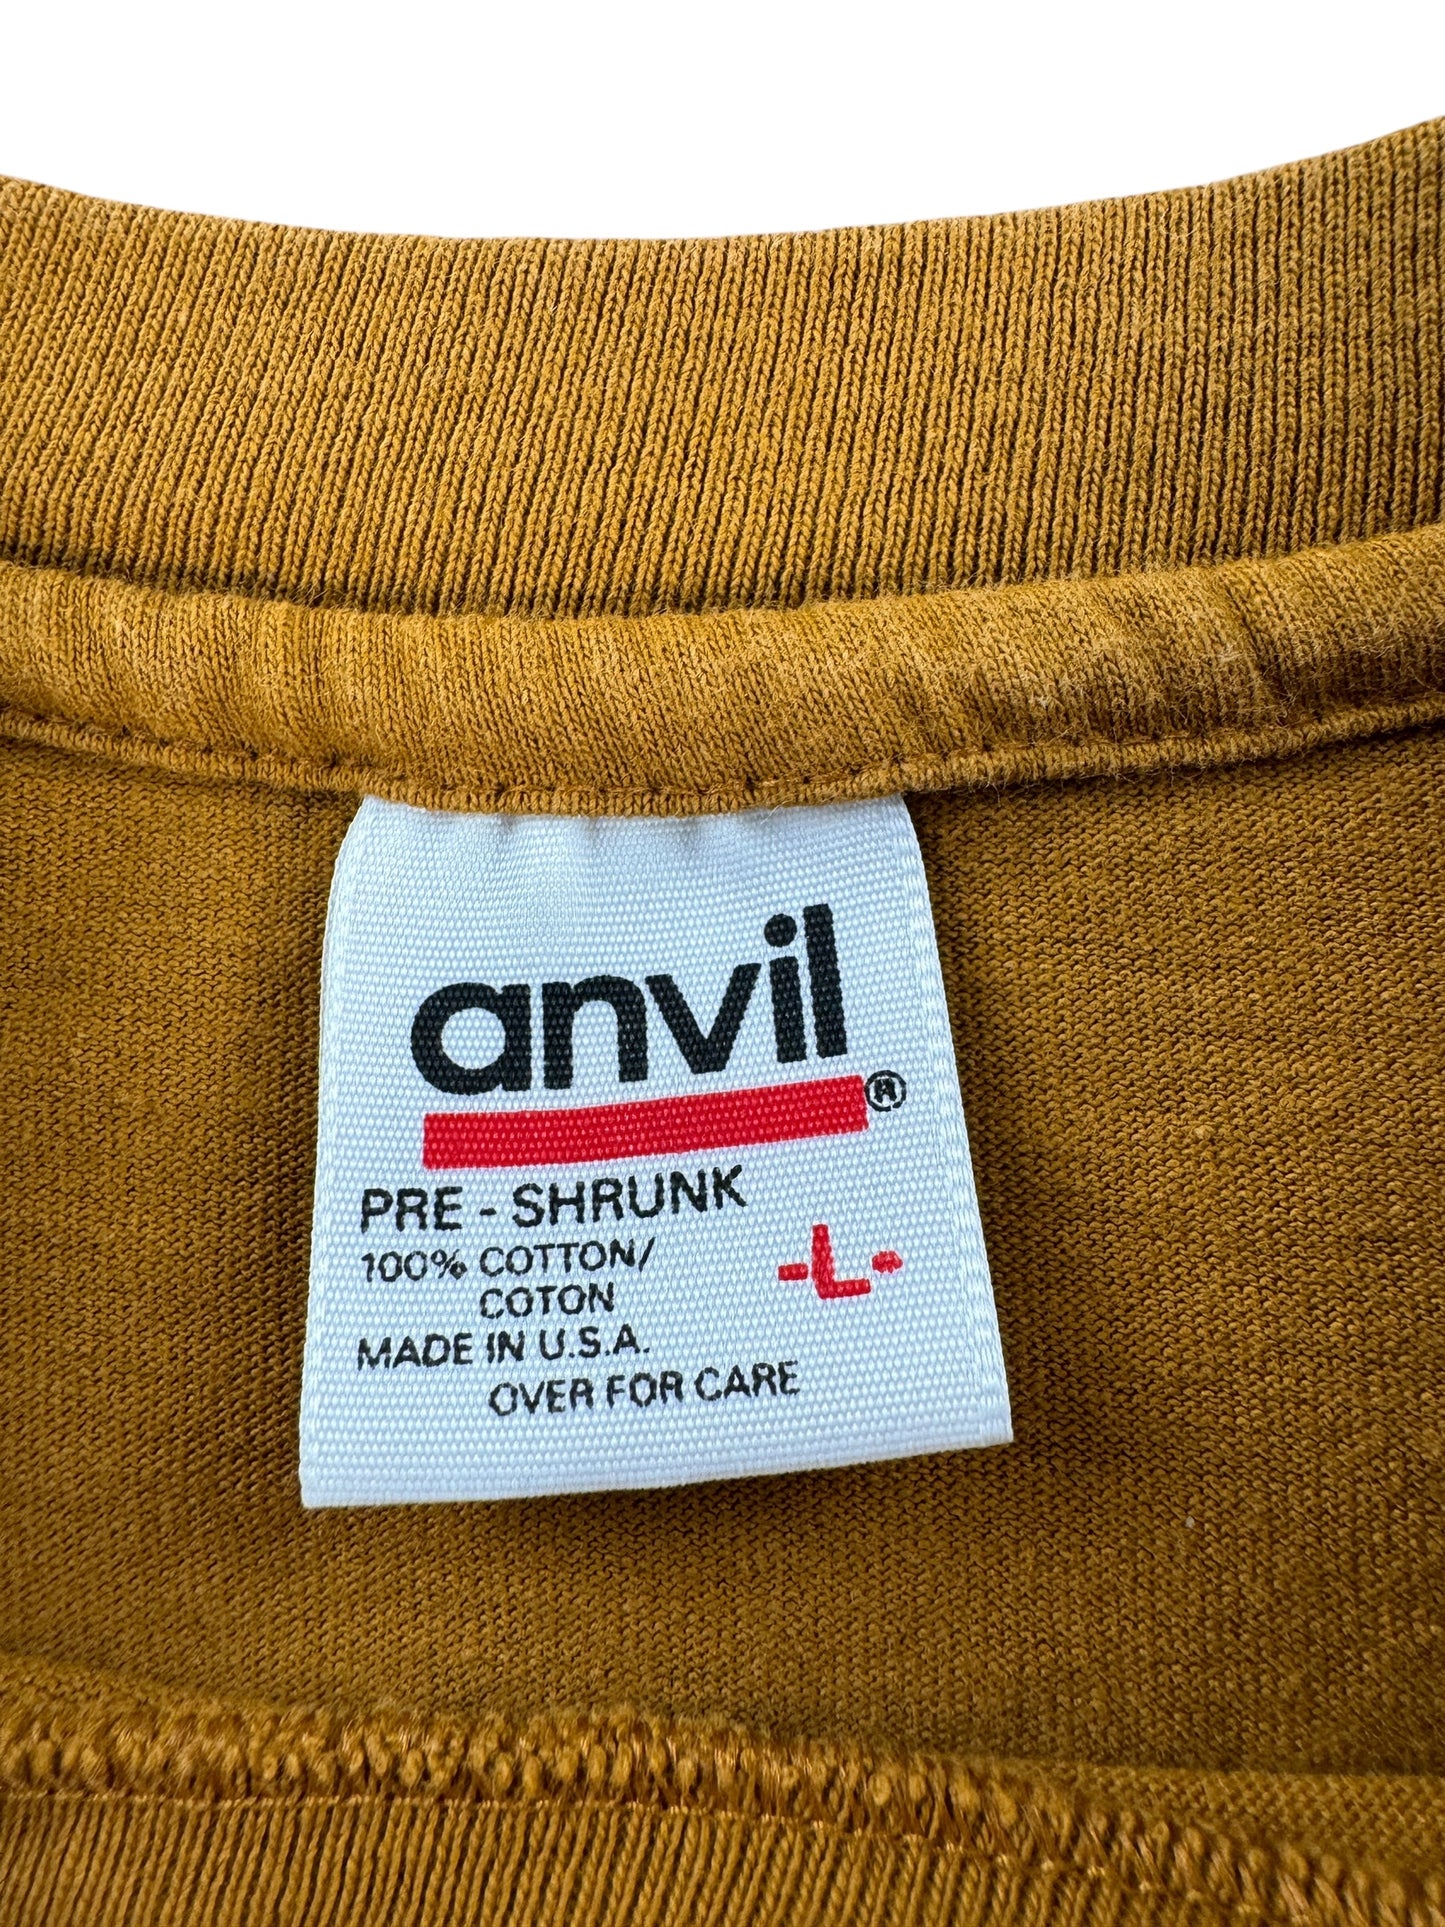 anvil®
PRE - SHRUNK
100% COTTON/
COTON
-L-
MADE IN U.S.A.
OVER FOR CARE